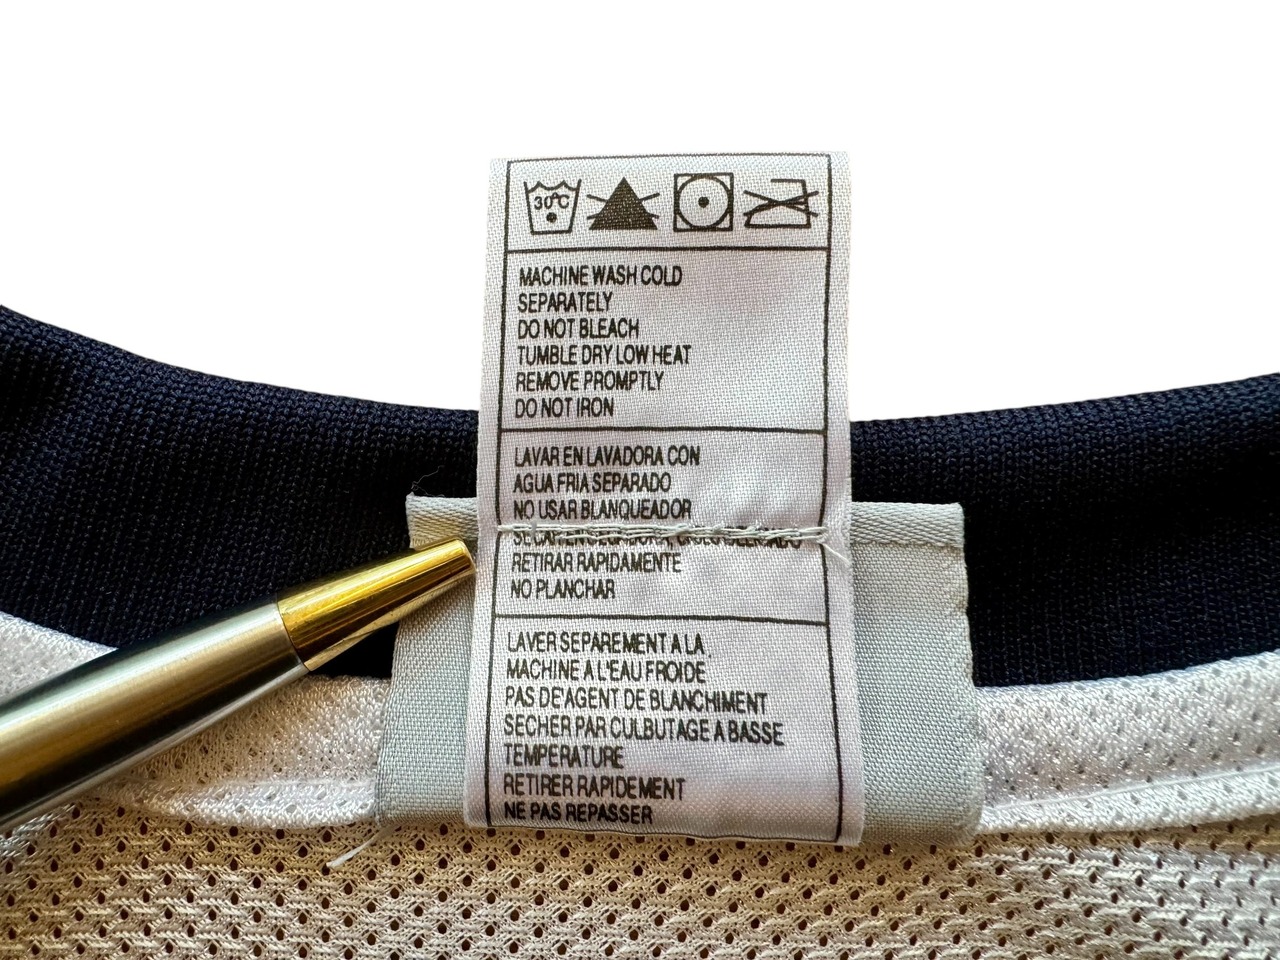 30°C
MACHINE WASH COLD
SEPARATELY
DO NOT BLEACH
TUMBLE DRY LOW HEAT
REMOVE PROMPTLY
DO NOT IRON
LAVAR EN LAVADORA CON
AGUA FRIA SEPARADO
NO USAR BLANQUEADOR
RETIRAR RAPIDAMENTE
NO PLANCHAR
LAVER SEPAREMENT A LA
MACHINE A L'EAU FROIDE
PAS DE'AGENT DE BLANCHIMENT
SECHER PAR CULBUTAGE A BASSE
TEMPERATURE
RETIRER RAPIDEMENT
NE PAS REPASSER